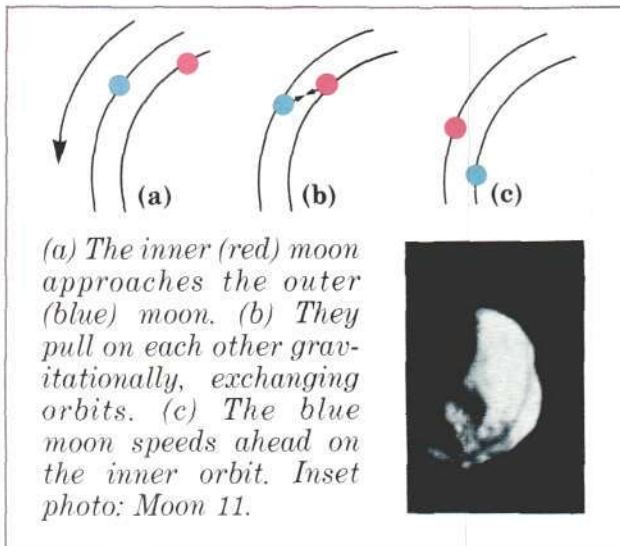 (a)
(b)
(c)
(a) The inner (red) moon
approaches the outer
(blue) moon. (b) They
pull on each other grav-
itationally, exchanging
orbits. (c) The blue
moon speeds ahead on
the inner orbit. Inset
photo: Moon 11.